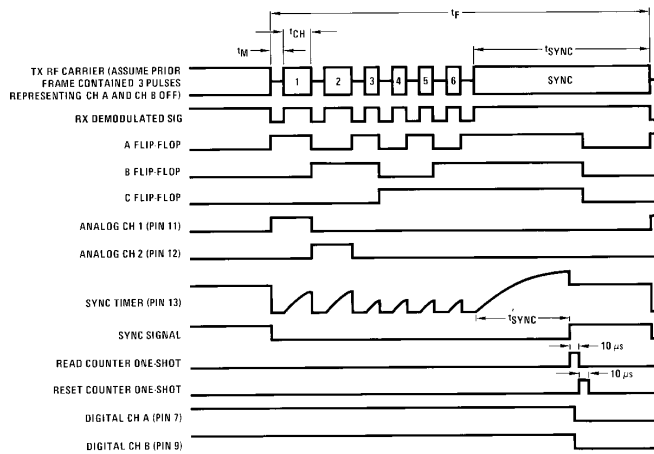 tF
tM
tCH
tSYNC
TX RF CARRIER (ASSUME PRIOR
FRAME CONTAINED 3 PULSES
REPRESENTING CH A AND CH B OFF)
1 2 3 4 5 6 SYNC
RX DEMODULATED SIG
A FLIP-FLOP
B FLIP-FLOP
C FLIP-FLOP
ANALOG CH 1 (PIN 11)
ANALOG CH 2 (PIN 12)
SYNC TIMER (PIN 13)
t'SYNC
SYNC SIGNAL
10 μs
READ COUNTER ONE-SHOT
10 μs
RESET COUNTER ONE-SHOT
DIGITAL CH A (PIN 7)
DIGITAL CH B (PIN 9)